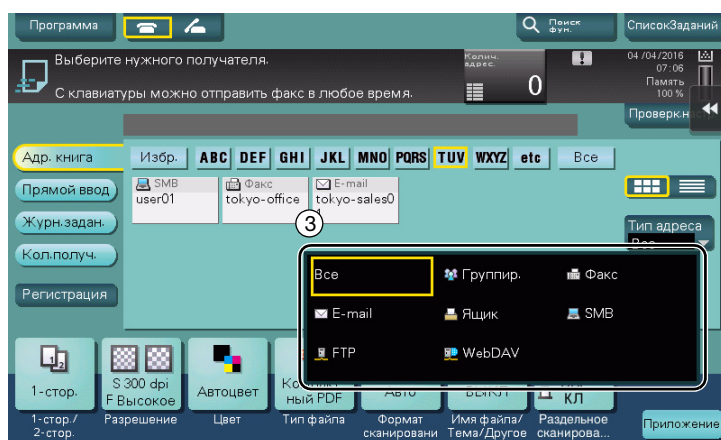 Программа
Поиск
фун.
СписокЗаданий
Выберите нужного получателя.
С клавиатуры можно отправить факс в любое время.
Колич.
адрес.
0
04/04/2016
07:06
Память
100 %
Проверк.н
Адр. книга
Избр.
ABC
DEF
GHI
JKL
MNO
PQRS
TUV
WXYZ
etc
Все
Прямой ввод
Журн.задан.
Кол.получ.
Регистрация
SMB
user01
Факс
tokyo-office
E-mail
tokyo-sales0
Тип адреса
Все
3
Все
Группир.
Факс
E-mail
Ящик
SMB
FTP
WebDAV
1-стор.
S 300 dpi
F Высокое
Автоцвет
ный PDF
КЛ
1-стор./
2-стор.
Разрешение
Цвет
Тип файла
Формат
сканировани
Имя файла/
Тема/Другое
Раздельное
сканирова...
Приложение